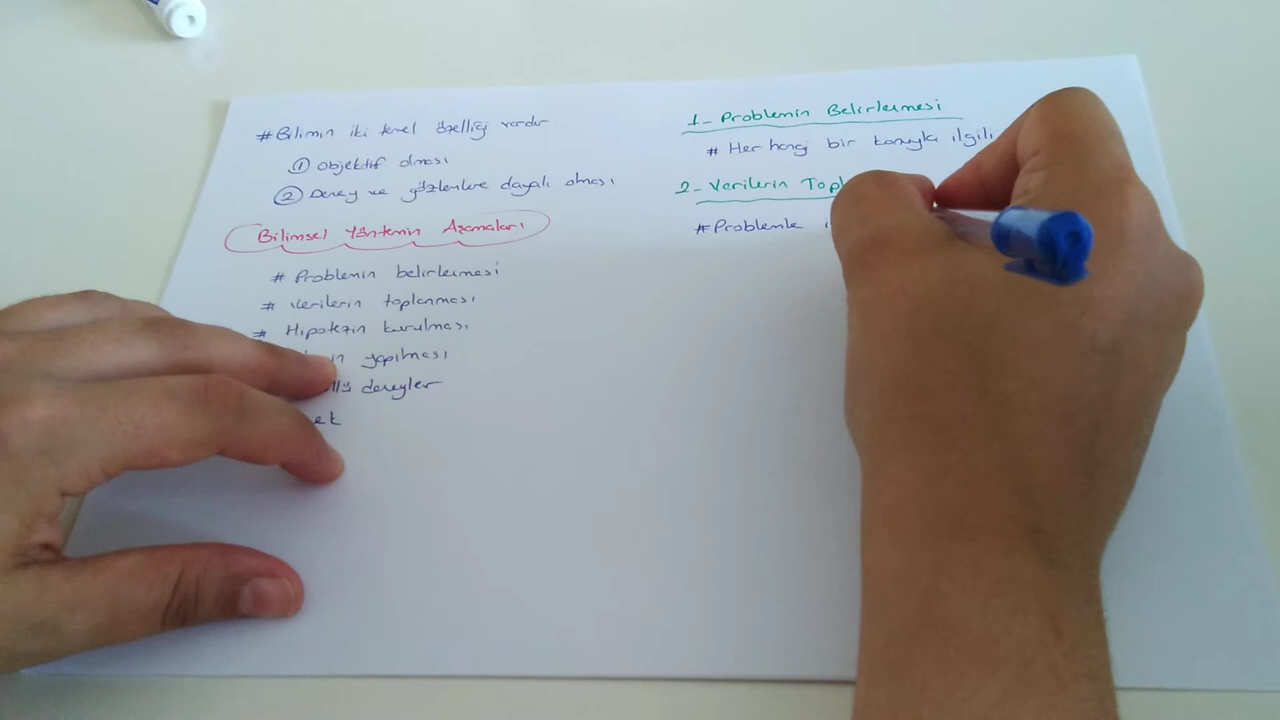 #Bilimin iki temel özelliği vardır
① Objektif olması
② Deney ve gözlemlere dayalı olması
Bilimsel Yöntemin Aşamaları
# Problemin belirlenmesi
# Verilerin toplanması
# Hipotezin kurulması
yapılması
deneyler
1- Problemin Belirlenmesi
# Her hangi bir konuyla ilgili
2- Verilerin
#Problemle